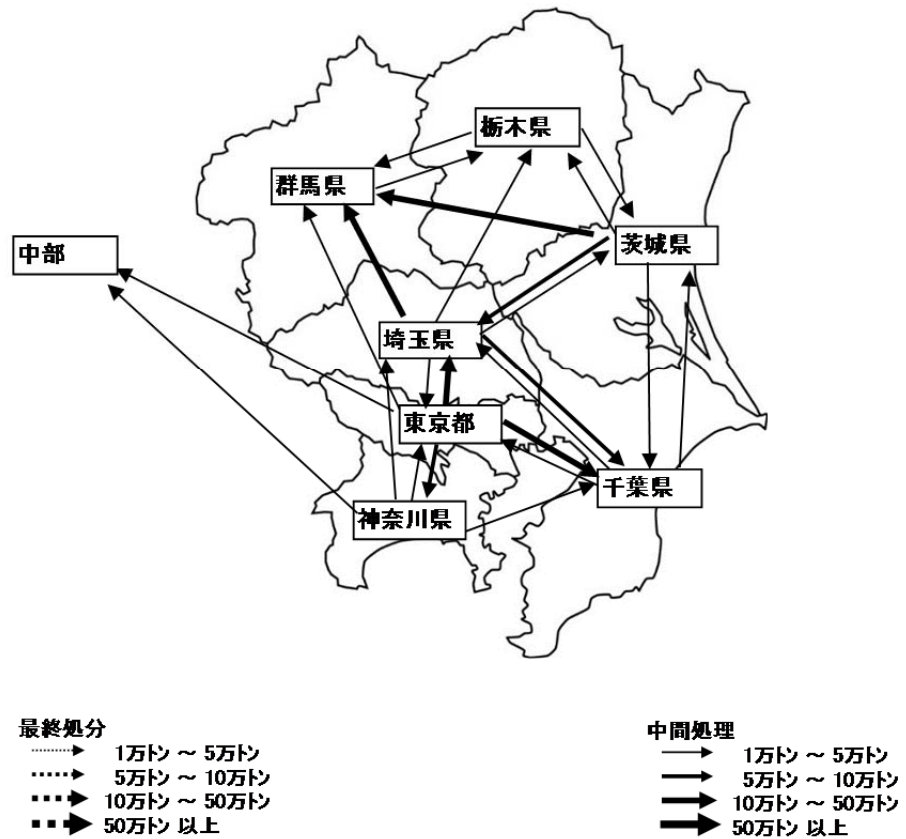 栃木県
群馬県
茨城県
中部
埼玉県
東京都
千葉県
神奈川県
最終処分
1万トン ～ 5万トン
5万トン ～ 10万トン
10万トン ～ 50万トン
50万トン 以上
中間処理
1万トン ～ 5万トン
5万トン ～ 10万トン
10万トン ～ 50万トン
50万トン 以上